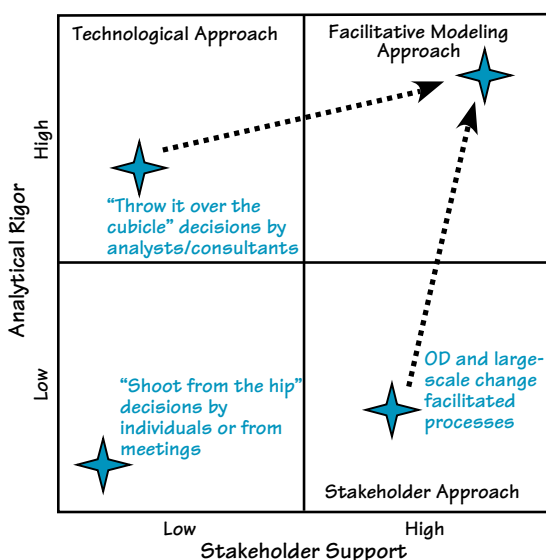 Technological Approach
Facilitative Modeling
Approach
High
Analytical Rigor
“Throw it over the
cubicle” decisions by
analysts/consultants
Low
“Shoot from the hip”
decisions by
individuals or from
meetings
OD and large-
scale change
facilitated
processes
Stakeholder Approach
Low
High
Stakeholder Support